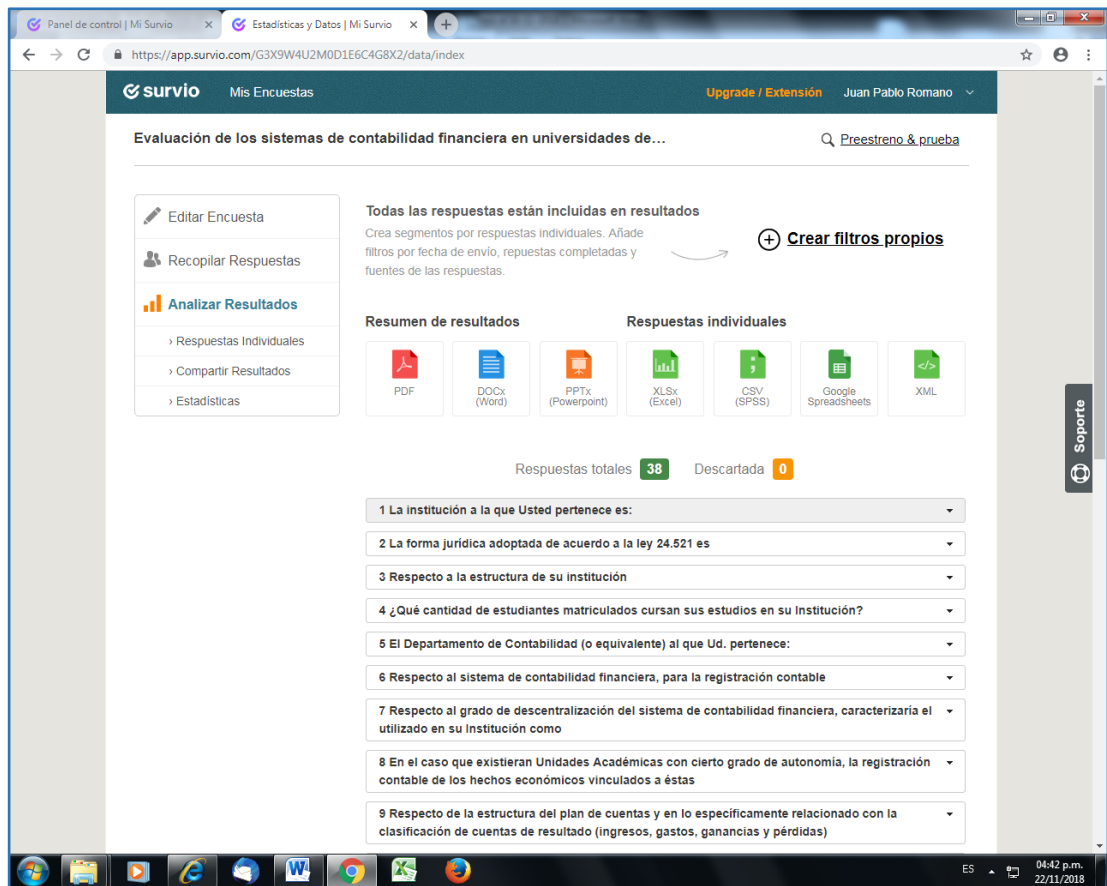 Panel de control | Mi Survio
Estadísticas y Datos | Mi Survio
https://app.survio.com/G3X9W4U2M0D1E6C4G8X2/data/index
survio
Mis Encuestas
Upgrade / Extensión
Juan Pablo Romano
Evaluación de los sistemas de contabilidad financiera en universidades de...
Preestreno & prueba
Editar Encuesta
Recopilar Respuestas
Analizar Resultados
› Respuestas Individuales
› Compartir Resultados
› Estadísticas
Todas las respuestas están incluidas en resultados
Crea segmentos por respuestas individuales. Añade
filtros por fecha de envío, repuestas completadas y
fuentes de las respuestas.
Crear filtros propios
Resumen de resultados
Respuestas individuales
PDF
DOCx
(Word)
PPTx
(Powerpoint)
XLSx
(Excel)
CSV
(SPSS)
Google
Spreadsheets
XML
Soporte
Respuestas totales 38
Descartada 0
1 La institución a la que Usted pertenece es:
2 La forma jurídica adoptada de acuerdo a la ley 24.521 es
3 Respecto a la estructura de su institución
4 ¿Qué cantidad de estudiantes matriculados cursan sus estudios en su Institución?
5 El Departamento de Contabilidad (o equivalente) al que Ud. pertenece:
6 Respecto al sistema de contabilidad financiera, para la registración contable
7 Respecto al grado de descentralización del sistema de contabilidad financiera, caracterizaría el
utilizado en su Institución como
8 En el caso que existieran Unidades Académicas con cierto grado de autonomía, la registración
contable de los hechos económicos vinculados a éstas
9 Respecto de la estructura del plan de cuentas y en lo específicamente relacionado con la
clasificación de cuentas de resultado (ingresos, gastos, ganancias y pérdidas)
ES
04:42 p.m.
22/11/2018